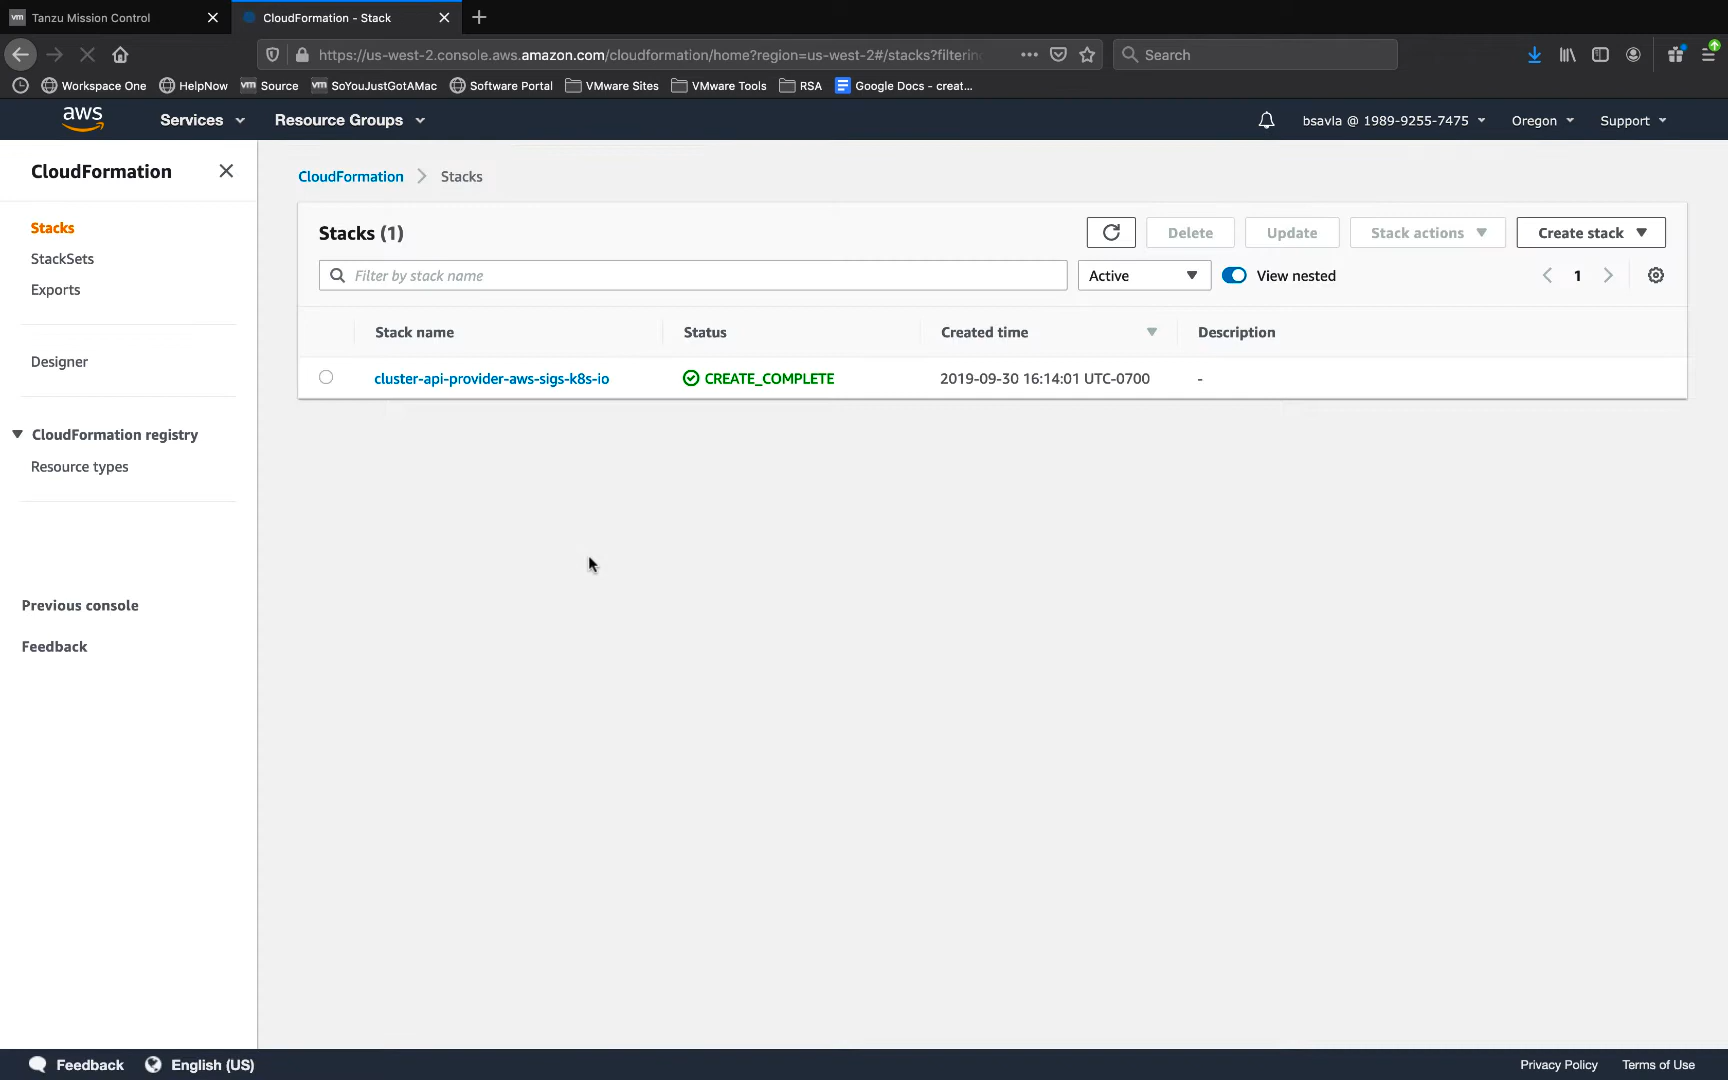 vm Tanzu Mission Control
CloudFormation - Stack
https://us-west-2.console.aws.amazon.com/cloudformation/home?region=us-west-2#/stacks?filterin
Search
Workspace One
HelpNow
vm Source
vm SoYouJustGotAMac
Software Portal
VMware Sites
VMware Tools
RSA
Google Docs - creat...
aws
Services
Resource Groups
bsavla @ 1989-9255-7475
Oregon
Support
CloudFormation
Stacks
StackSets
Exports
Designer
CloudFormation registry
Resource types
Previous console
Feedback
CloudFormation
Stacks
Stacks (1)
Delete
Update
Stack actions
Create stack
Filter by stack name
Active
View nested
1
Stack name
Status
Created time
Description
cluster-api-provider-aws-sigs-k8s-io
CREATE_COMPLETE
2019-09-30 16:14:01 UTC-0700
-
Feedback
English (US)
Privacy Policy
Terms of Use